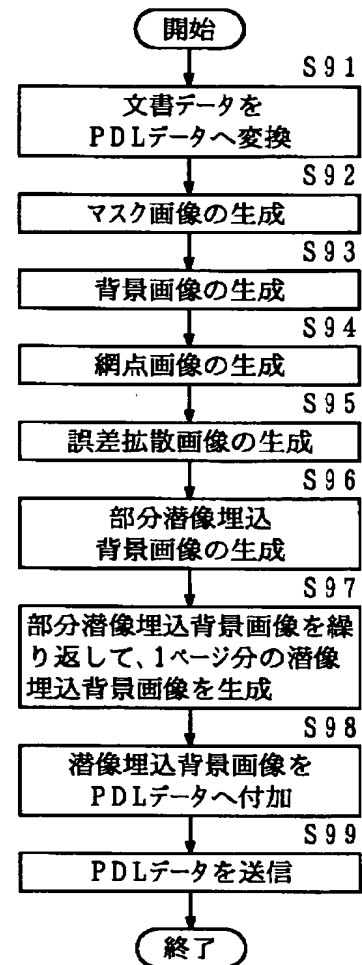 開始
S91
文書データを
PDLデータへ変換
S92
マスク画像の生成
S93
背景画像の生成
S94
網点画像の生成
S95
誤差拡散画像の生成
S96
部分潜像埋込
背景画像の生成
S97
部分潜像埋込背景画像を繰
り返して、1ページ分の潜像
埋込背景画像を生成
S98
潜像埋込背景画像を
PDLデータへ付加
S99
PDLデータを送信
終了